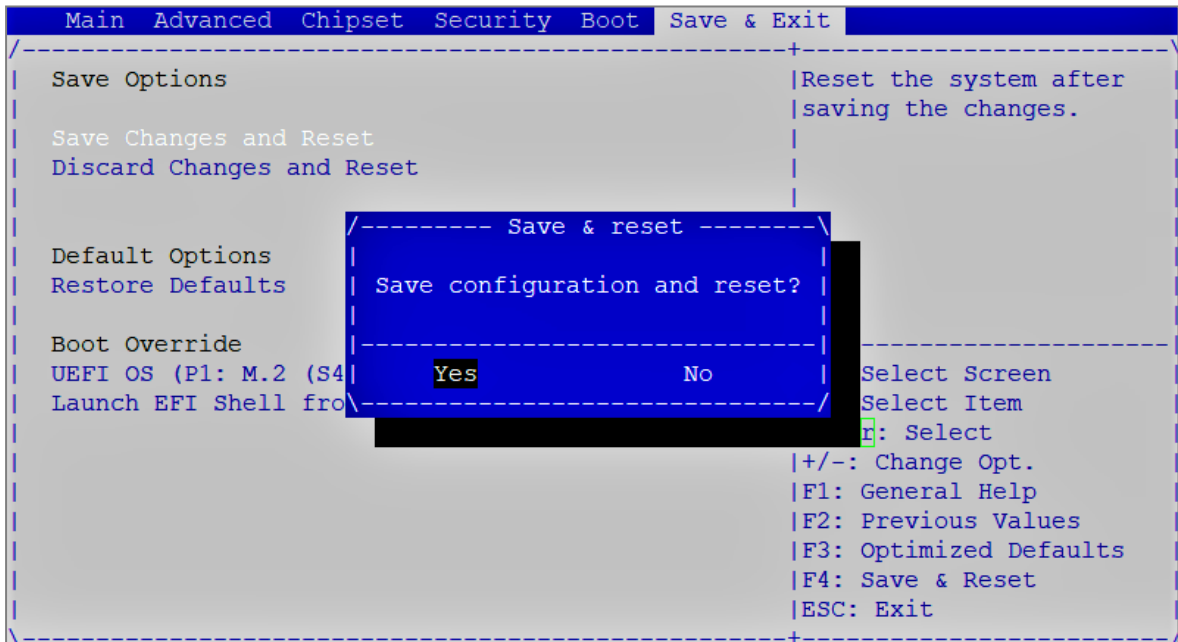 Main Advanced Chipset Security Boot Save & Exit
Save Options
Save Changes and Reset
Discard Changes and Reset
Default Options
Restore Defaults
Boot Override
UEFI OS (P1: M.2 (S4
Launch EFI Shell fro
Save & reset
Save configuration and reset?
Yes No
Reset the system after
saving the changes.
Select Screen
Select Item
r: Select
+/-: Change Opt.
F1: General Help
F2: Previous Values
F3: Optimized Defaults
F4: Save & Reset
ESC: Exit